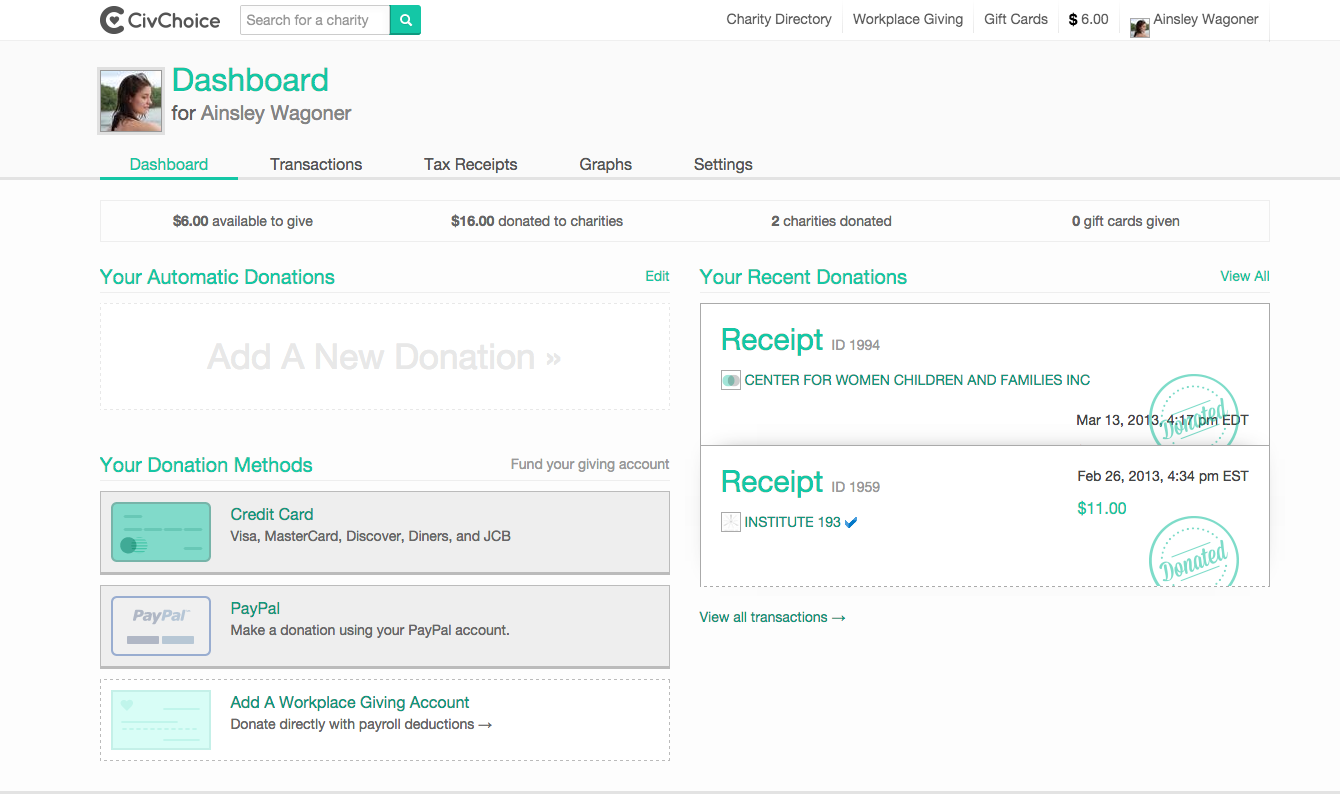 CivChoice
Search for a charity
Charity Directory
Workplace Giving
Gift Cards
$ 6.00
Ainsley Wagoner
Dashboard
for Ainsley Wagoner
Dashboard
Transactions
Tax Receipts
Graphs
Settings
$6.00 available to give
$16.00 donated to charities
2 charities donated
0 gift cards given
Your Automatic Donations
Edit
Add A New Donation »
Your Donation Methods
Fund your giving account
Credit Card
Visa, MasterCard, Discover, Diners, and JCB
PayPal
PayPal
Make a donation using your PayPal account.
Add A Workplace Giving Account
Donate directly with payroll deductions →
Your Recent Donations
View All
Receipt ID 1994
CENTER FOR WOMEN CHILDREN AND FAMILIES INC
Mar 13, 2013, 4:17 pm EDT
Donated
Receipt ID 1959
Feb 26, 2013, 4:34 pm EST
$11.00
INSTITUTE 193
Donated
View all transactions →